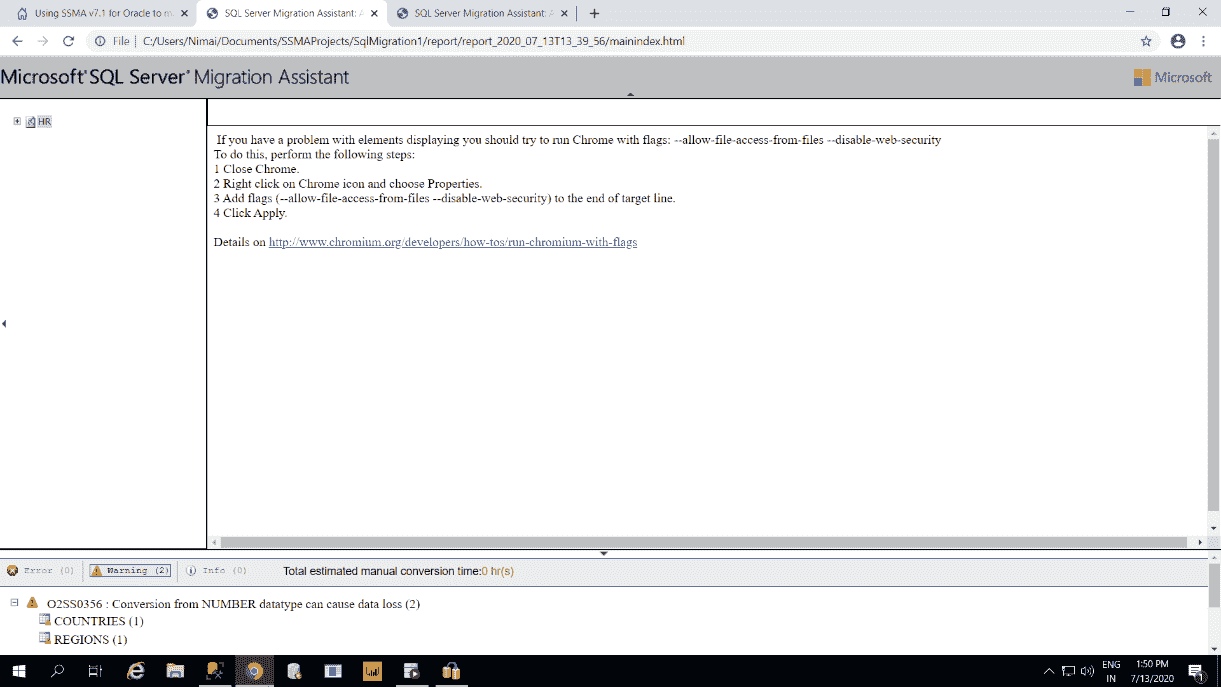 Using SSMA v7.1 for Oracle to m
SQL Server Migration Assistant: A
SQL Server Migration Assistant: A
File | C:/Users/Nimai/Documents/SSMAProjects/SqlMigration1/report/report_2020_07_13T13_39_56/mainindex.html
Microsoft SQL Server Migration Assistant
Microsoft
HR
If you have a problem with elements displaying you should try to run Chrome with flags: --allow-file-access-from-files --disable-web-security
To do this, perform the following steps:
1 Close Chrome.
2 Right click on Chrome icon and choose Properties.
3 Add flags (--allow-file-access-from-files --disable-web-security) to the end of target line.
4 Click Apply.
Details on http://www.chromium.org/developers/how-tos/run-chromium-with-flags
Error (0)
Warning (2)
Info (0)
Total estimated manual conversion time:0 hr(s)
O2SS0356 : Conversion from NUMBER datatype can cause data loss (2)
COUNTRIES (1)
REGIONS (1)
ENG
IN
1:50 PM
7/13/2020
1